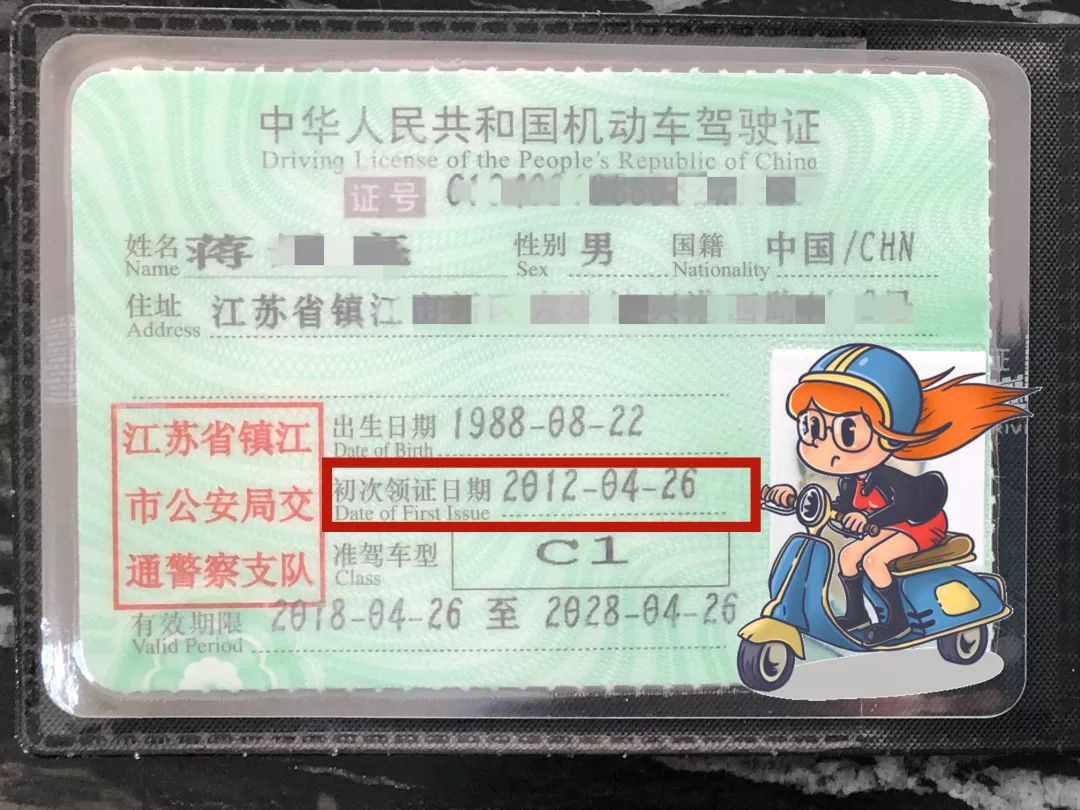 中华人民共和国机动车驾驶证
Driving License of the People's Republic of China
证号
姓名 蒋 性别 男 国籍 中国/CHN
Name Sex Nationality
住址 江苏省镇江
Address
江苏省镇江
市公安局交
通警察支队
出生日期 1988-08-22
Date of Birth
初次领证日期 2012-04-26
Date of First Issue
准驾车型 C1
Class
有效期限 2018-04-26 至 2028-04-26
Valid Period